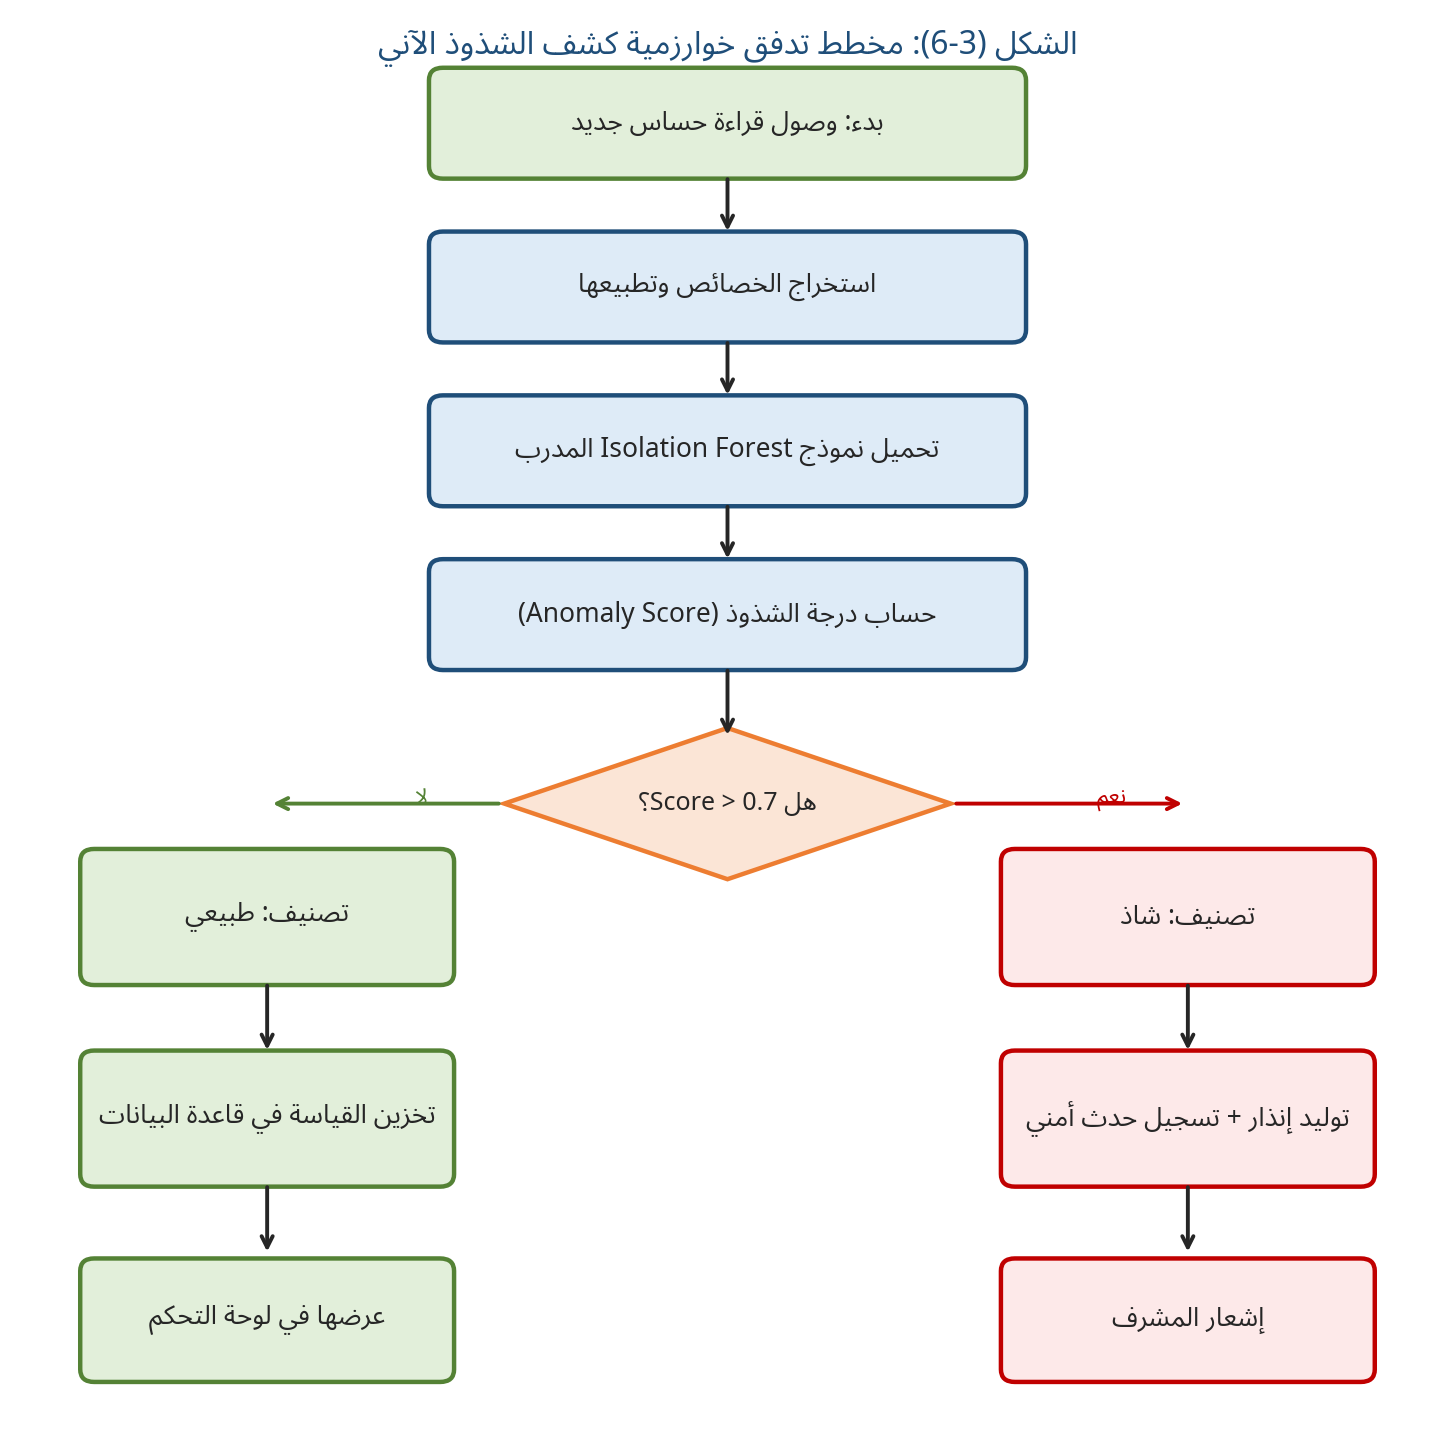 الشكل (3-6): مخطط تدفق خوارزمية كشف الشذوذ الآني
بدء: وصول قراءة حساس جديد
استخراج الخصائص وتطبيعها
تحميل نموذج Isolation Forest المدرب
حساب درجة الشذوذ (Anomaly Score)
هل Score > 0.7؟
نعم
لا
تصنيف: شاذ
تصنيف: طبيعي
توليد إنذار + تسجيل حدث أمني
تخزين القياسة في قاعدة البيانات
إشعار المشرف
عرضها في لوحة التحكم